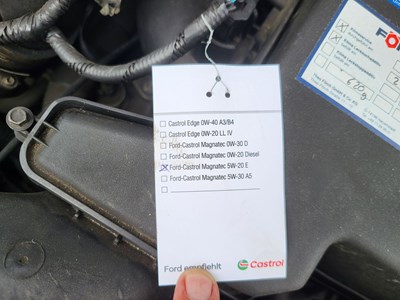 Castrol Edge 0W-40 A3/B4
Castrol Edge 0W-20 LL IV
Ford-Castrol Magnatec 0W-30 D
Ford-Castrol Magnatec 0W-20 Diesel
Ford-Castrol Magnatec 5W-20 E
Ford-Castrol Magnatec 5W-30 A5
Ford empfiehlt
Castrol